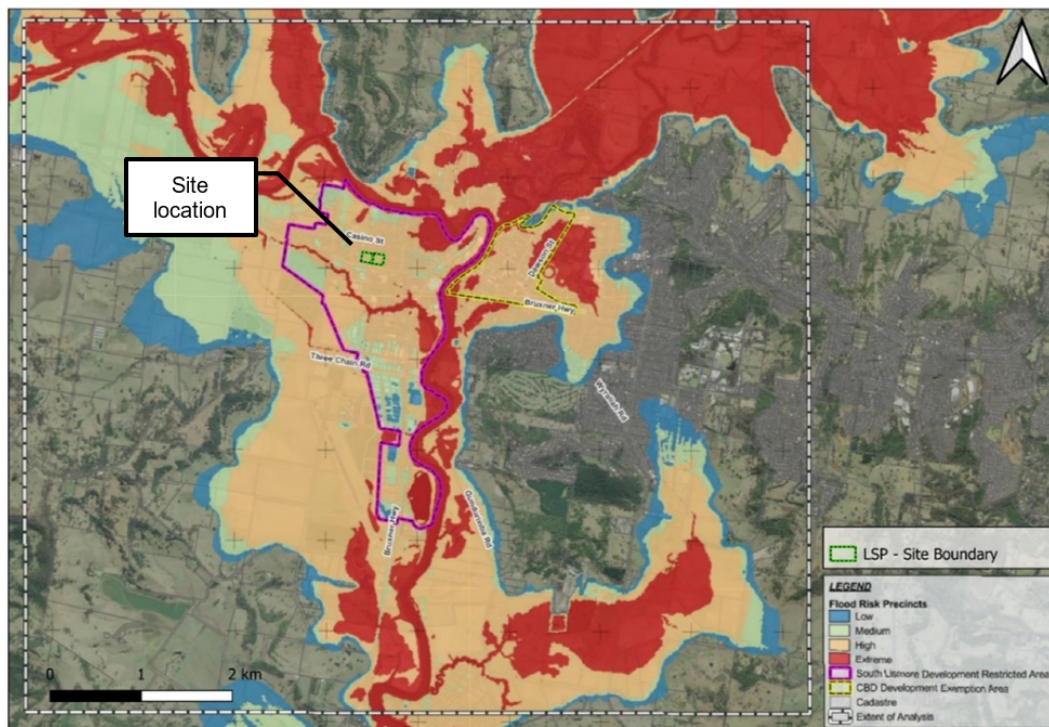 Site
location
Casino St
Dawson St
Bruxner Hwy
Three Chain Rd
Wyrallah Rd
Gundurimba Rd
Bruxner Hwy
0 1 2 km
LSP - Site Boundary
LEGEND
Flood Risk Precincts
Low
Medium
High
Extreme
South Lismore Development Restricted Area
CBD Development Exemption Area
Cadastre
Extent of Analysis